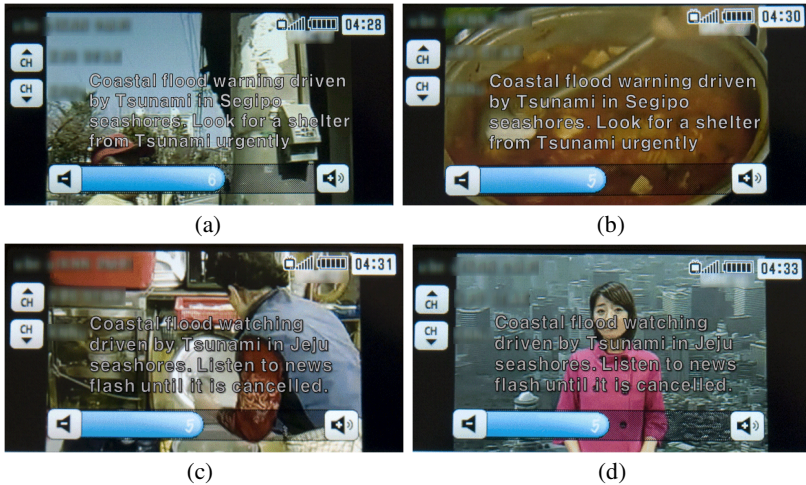 04:28
CH
CH
Coastal flood warning driven
by Tsunami in Segipo
seashores. Look for a shelter
from Tsunami urgently
6
(a)
04:30
CH
CH
Coastal flood warning driven
by Tsunami in Segipo
seashores. Look for a shelter
from Tsunami urgently
5
(b)
04:31
CH
CH
Coastal flood watching
driven by Tsunami in Jeju
seashores. Listen to news
flash until it is cancelled.
5
(c)
04:33
CH
CH
Coastal flood watching
driven by Tsunami in Jeju
seashores. Listen to news
flash until it is cancelled.
5
(d)